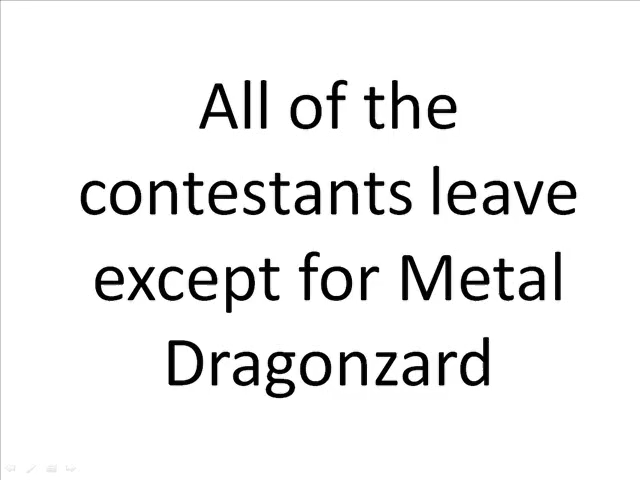 All of the
contestants leave
except for Metal
Dragonzard